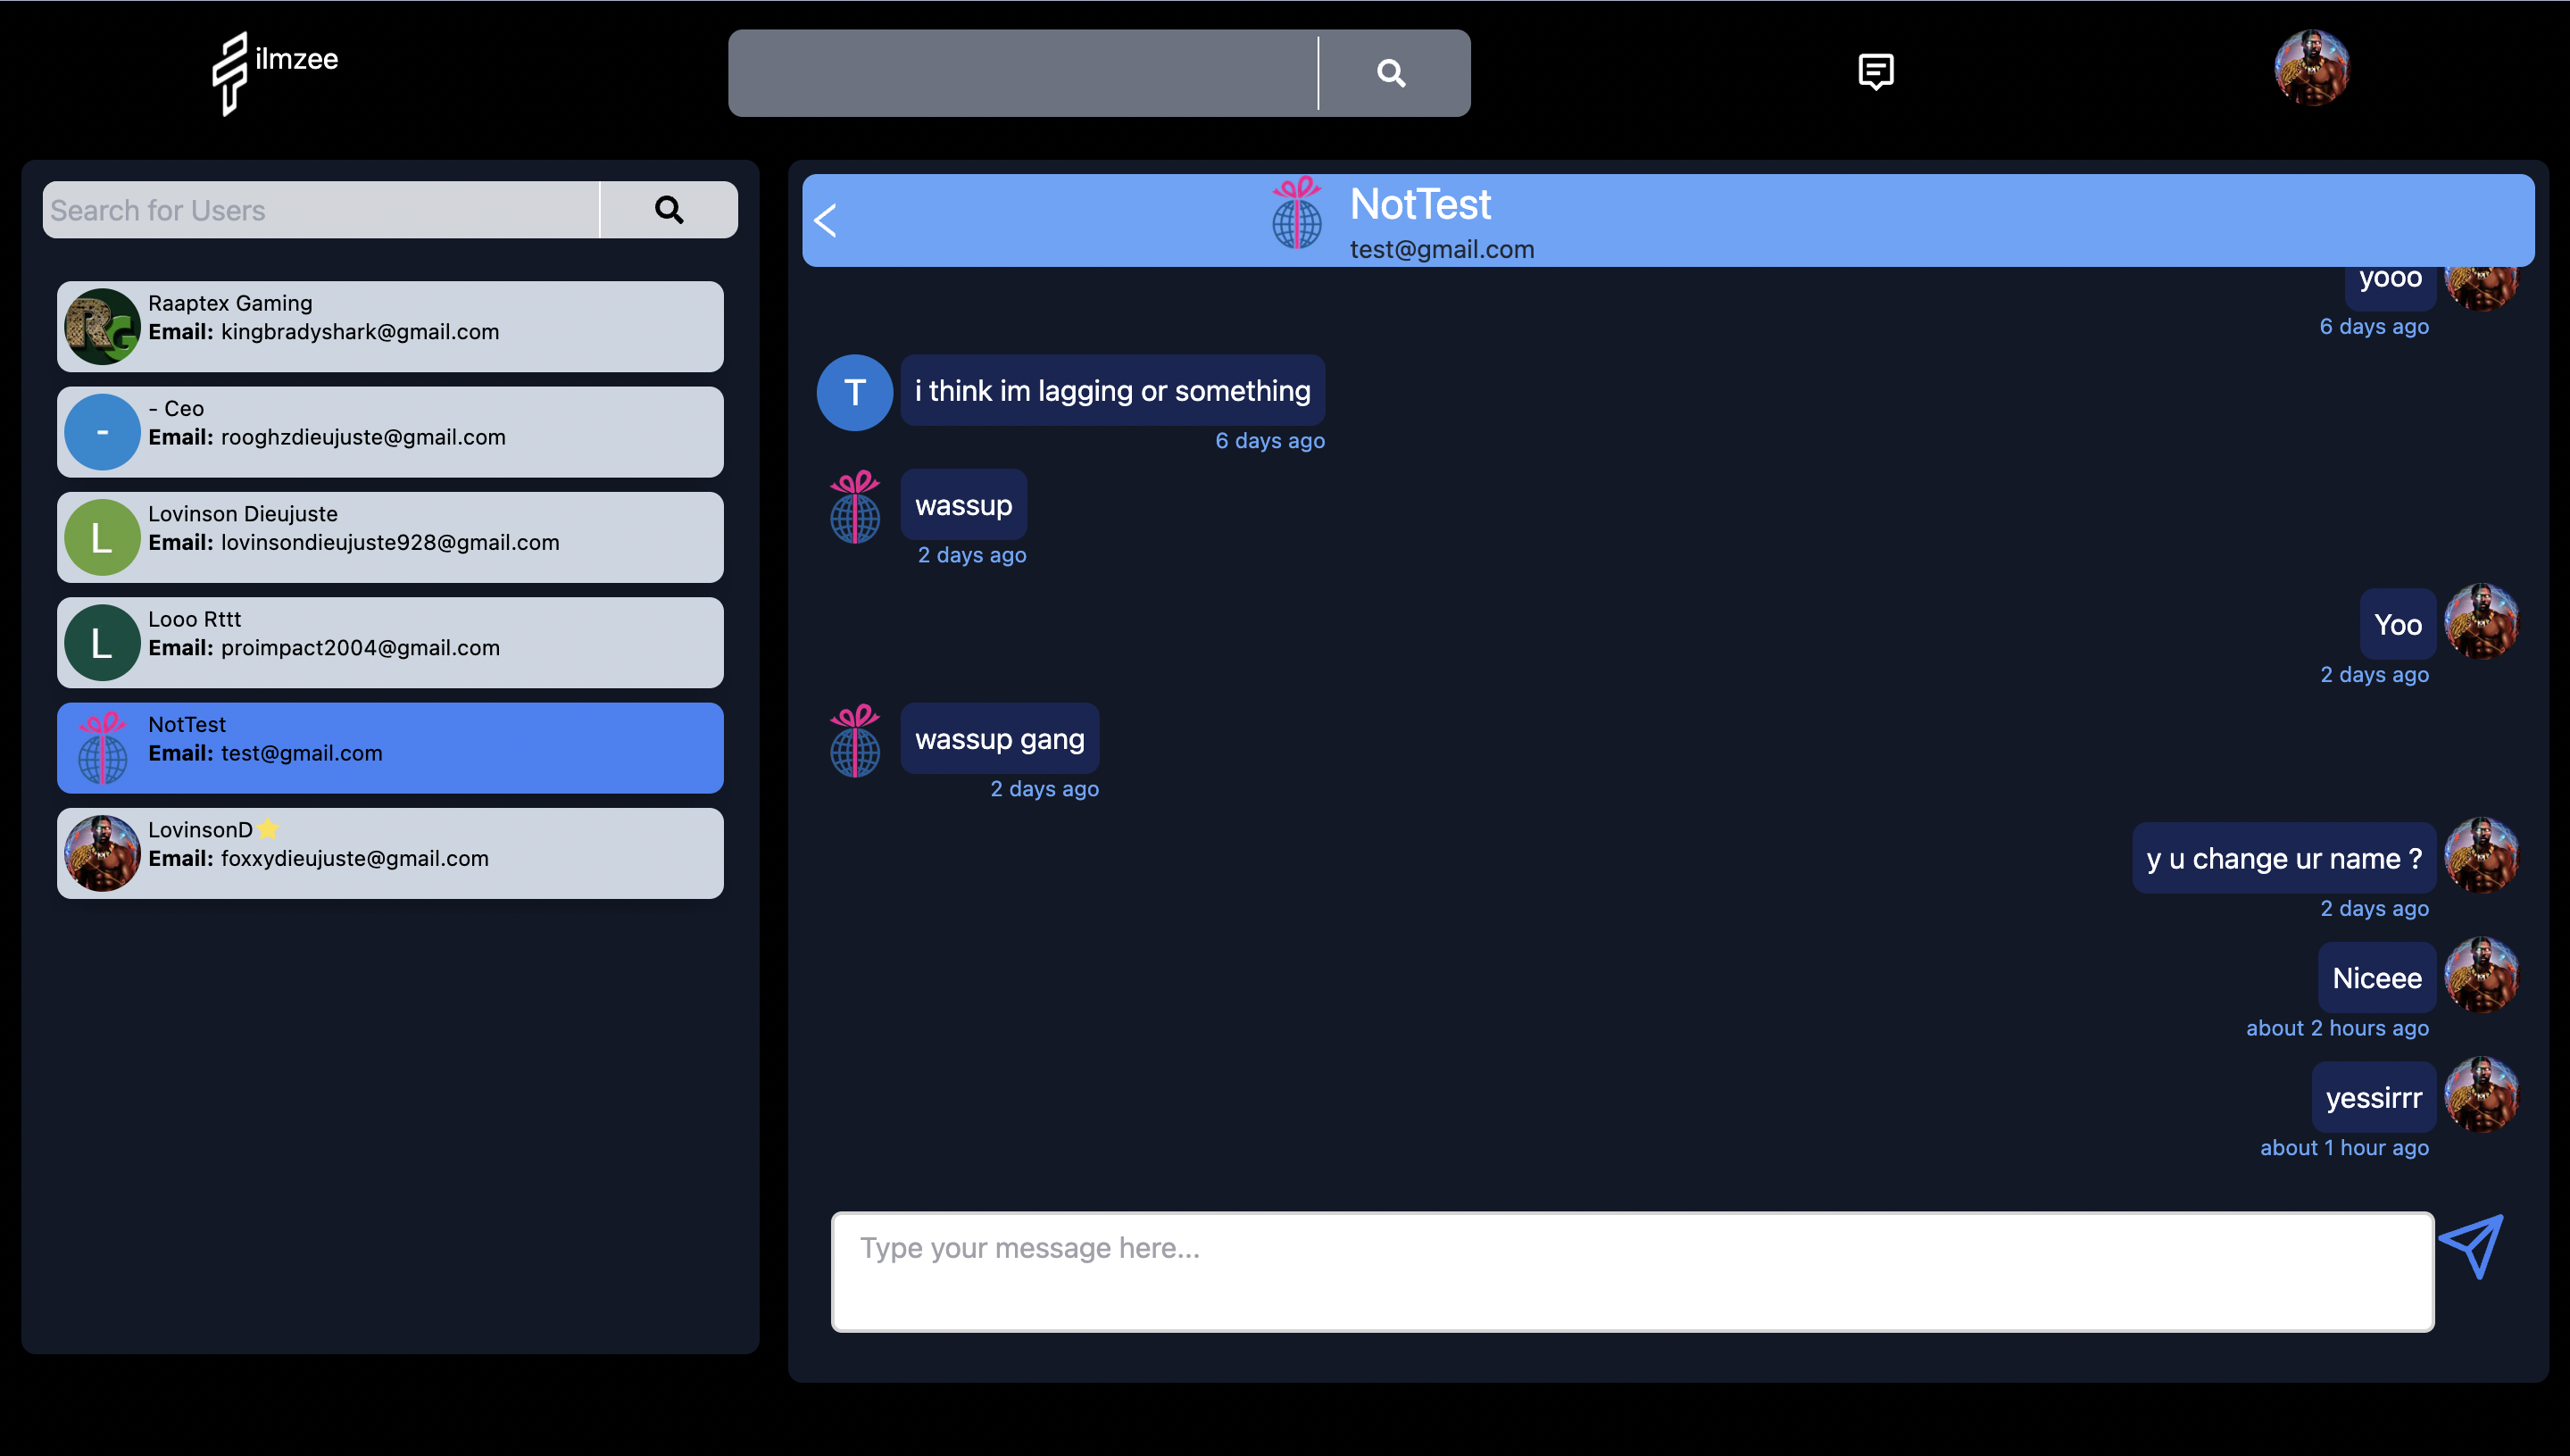 ilmzee
Search for Users
Raaptex Gaming
Email: kingbradyshark@gmail.com
- Ceo
Email: rooghzdieujuste@gmail.com
Lovinson Dieujuste
Email: lovinsondieujuste928@gmail.com
Looo Rttt
Email: proimpact2004@gmail.com
NotTest
Email: test@gmail.com
LovinsonD⭐
Email: foxxydieujuste@gmail.com
RG
-
L
L
NotTest
test@gmail.com
yooo
6 days ago
T
i think im lagging or something
6 days ago
wassup
2 days ago
Yoo
2 days ago
wassup gang
2 days ago
y u change ur name ?
2 days ago
Niceee
about 2 hours ago
yessirrr
about 1 hour ago
Type your message here...